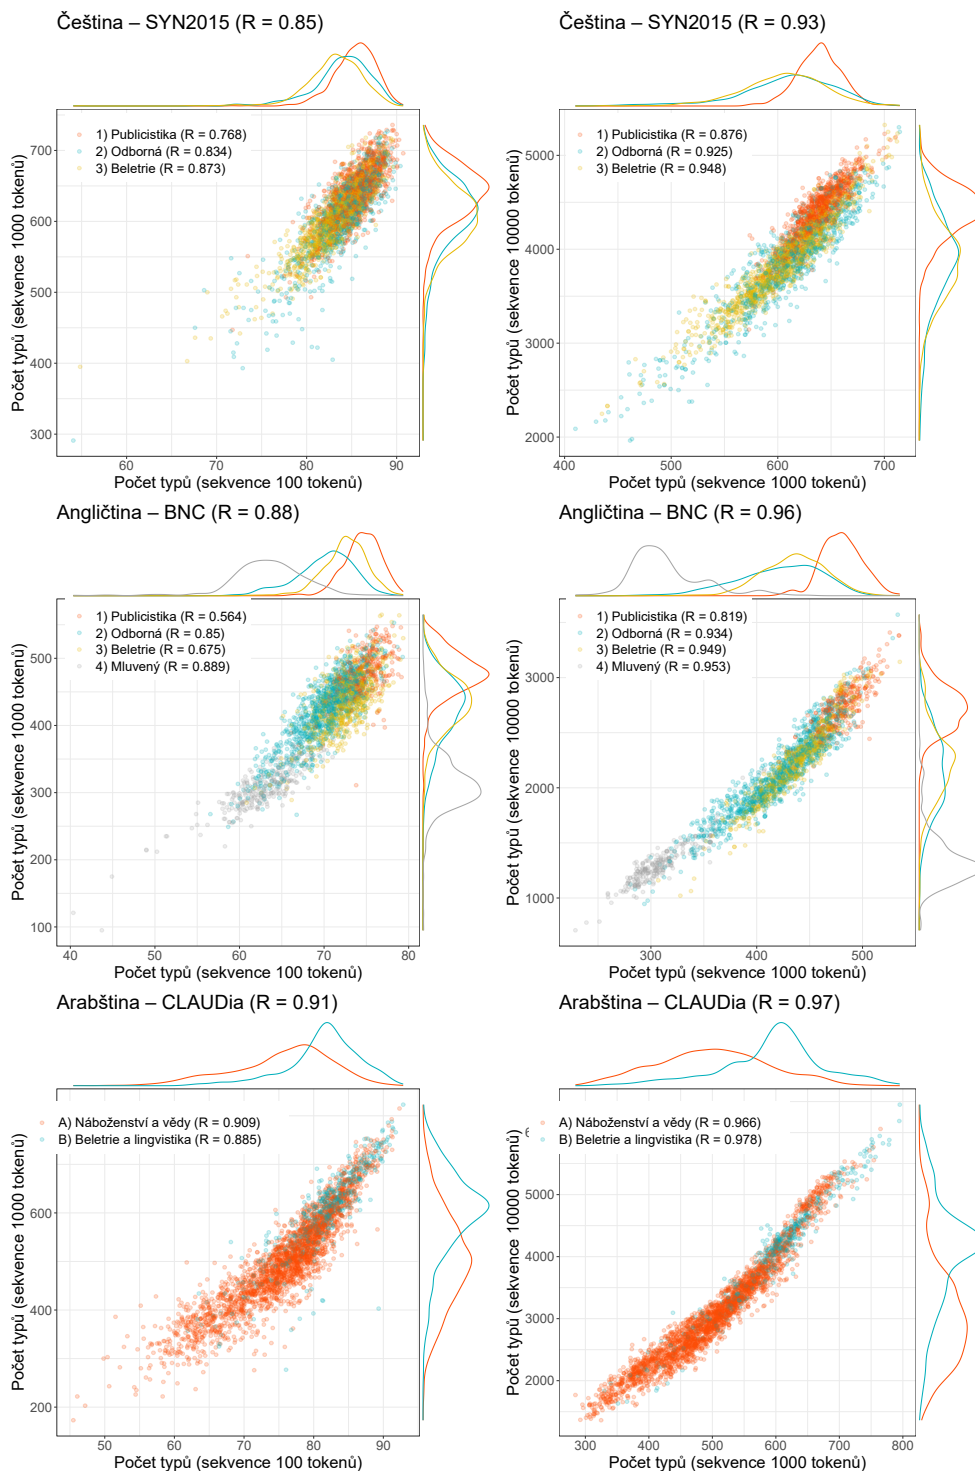 Čeština – SYN2015 (R = 0.85)
1) Publicistika (R = 0.768)
2) Odborná (R = 0.834)
3) Beletrie (R = 0.873)
700
600
500
400
300
Počet typů (sekvence 1000 tokenů)
60 70 80 90
Počet typů (sekvence 100 tokenů)
Čeština – SYN2015 (R = 0.93)
1) Publicistika (R = 0.876)
2) Odborná (R = 0.925)
3) Beletrie (R = 0.948)
5000
4000
3000
2000
Počet typů (sekvence 10000 tokenů)
400 500 600 700
Počet typů (sekvence 1000 tokenů)
Angličtina – BNC (R = 0.88)
1) Publicistika (R = 0.564)
2) Odborná (R = 0.85)
3) Beletrie (R = 0.675)
4) Mluvený (R = 0.889)
500
400
300
200
100
Počet typů (sekvence 1000 tokenů)
40 50 60 70 80
Počet typů (sekvence 100 tokenů)
Angličtina – BNC (R = 0.96)
1) Publicistika (R = 0.819)
2) Odborná (R = 0.934)
3) Beletrie (R = 0.949)
4) Mluvený (R = 0.953)
3000
2000
1000
Počet typů (sekvence 10000 tokenů)
300 400 500
Počet typů (sekvence 1000 tokenů)
Arabština – CLAUDia (R = 0.91)
A) Náboženství a vědy (R = 0.909)
B) Beletrie a lingvistika (R = 0.885)
600
400
200
Počet typů (sekvence 1000 tokenů)
50 60 70 80 90
Počet typů (sekvence 100 tokenů)
Arabština – CLAUDia (R = 0.97)
A) Náboženství a vědy (R = 0.966)
B) Beletrie a lingvistika (R = 0.978)
5000
4000
3000
2000
Počet typů (sekvence 10000 tokenů)
300 400 500 600 700 800
Počet typů (sekvence 1000 tokenů)